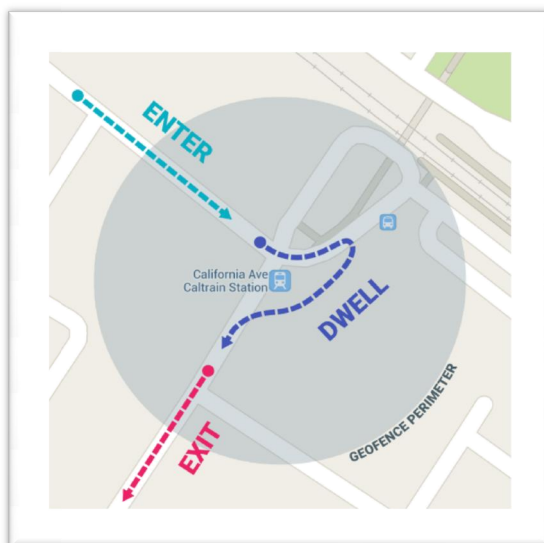 ENTER
California Ave
Caltrain Station
DWELL
GEOFENCE PERIMETER
EXIT